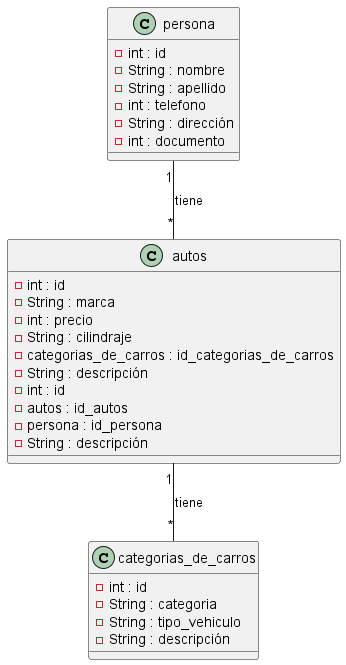 C persona
int : id
String : nombre
String : apellido
int : telefono
String : dirección
int : documento
1
tiene
*
C autos
int : id
String : marca
int : precio
String : cilindraje
categorias_de_carros : id_categorias_de_carros
String : descripción
int : id
autos : id_autos
persona : id_persona
String : descripción
1
tiene
*
C categorias_de_carros
int : id
String : categoria
String : tipo_vehiculo
String : descripción